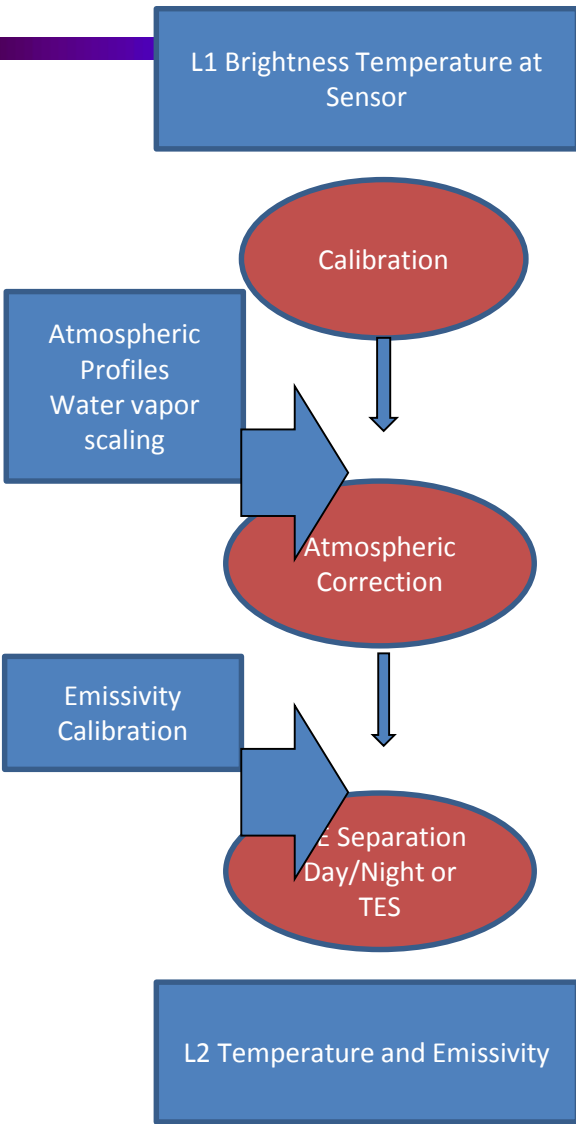 L1 Brightness Temperature at
Sensor
Calibration
Atmospheric
Profiles
Water vapor
scaling
Atmospheric
Correction
Emissivity
Calibration
E Separation
Day/Night or
TES
L2 Temperature and Emissivity